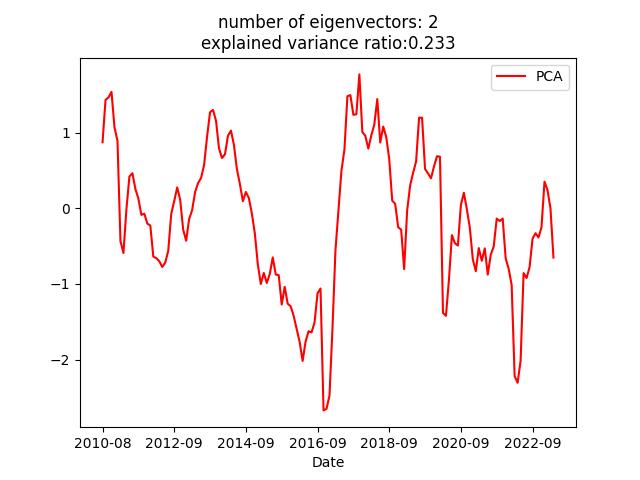 number of eigenvectors: 2
explained variance ratio:0.233
PCA
1
0
−1
−2
2010-08 2012-09 2014-09 2016-09 2018-09 2020-09 2022-09
Date